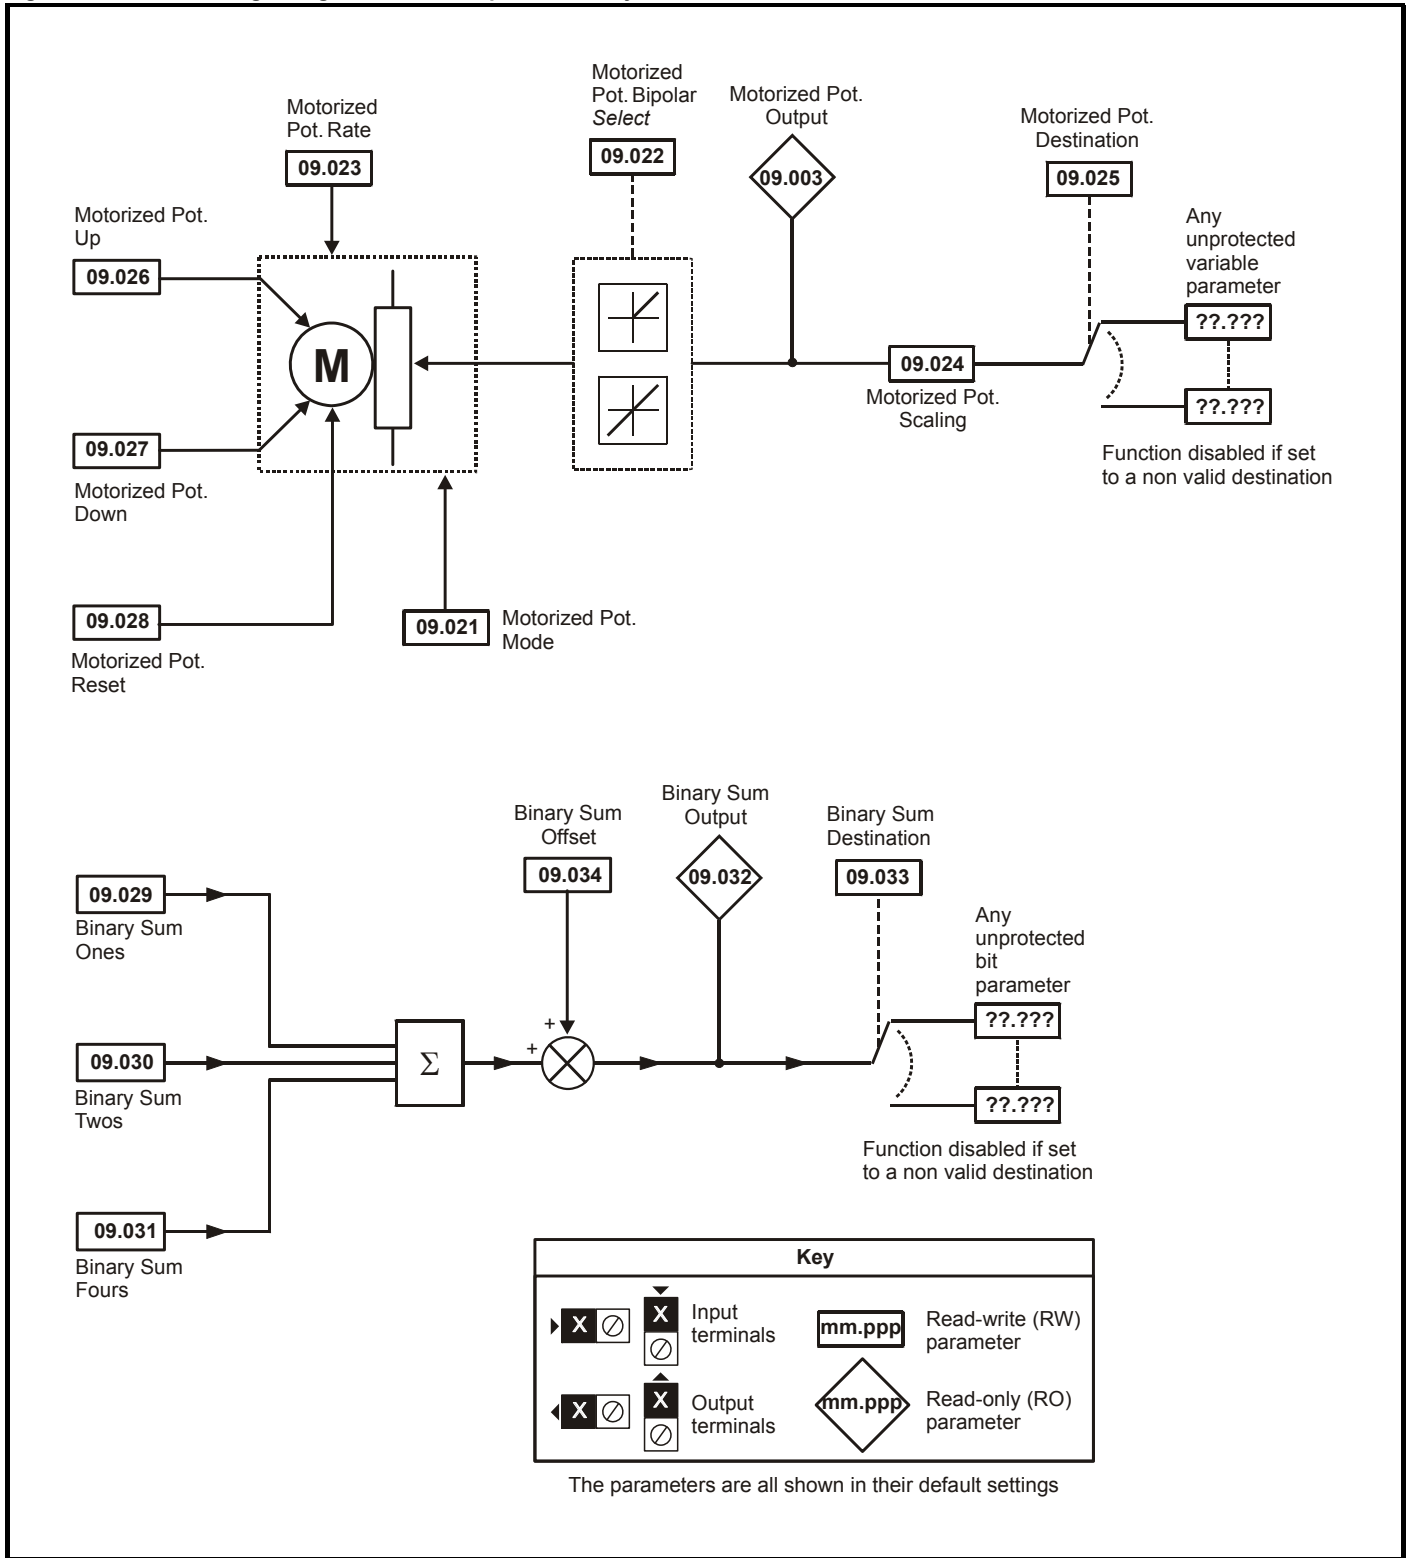 Motorized
Pot. Rate
09.023
Motorized
Pot. Bipolar
Select
09.022
Motorized Pot.
Output
09.003
Motorized Pot.
Destination
09.025
Motorized Pot.
Up
09.026
M
09.027
Motorized Pot.
Down
09.028
Motorized Pot.
Reset
09.021
Motorized Pot.
Mode
09.024
Motorized Pot.
Scaling
Any
unprotected
variable
parameter
??.???
??.???
Function disabled if set
to a non valid destination
Binary Sum
Offset
09.034
Binary Sum
Output
09.032
Binary Sum
Destination
09.033
09.029
Binary Sum
Ones
09.030
Binary Sum
Twos
09.031
Binary Sum
Fours
Σ
+
+
Any
unprotected
bit
parameter
??.???
??.???
Function disabled if set
to a non valid destination
Key
X
X
Input
terminals
mm.ppp
Read-write (RW)
parameter
X
X
Output
terminals
mm.ppp
Read-only (RO)
parameter
The parameters are all shown in their default settings